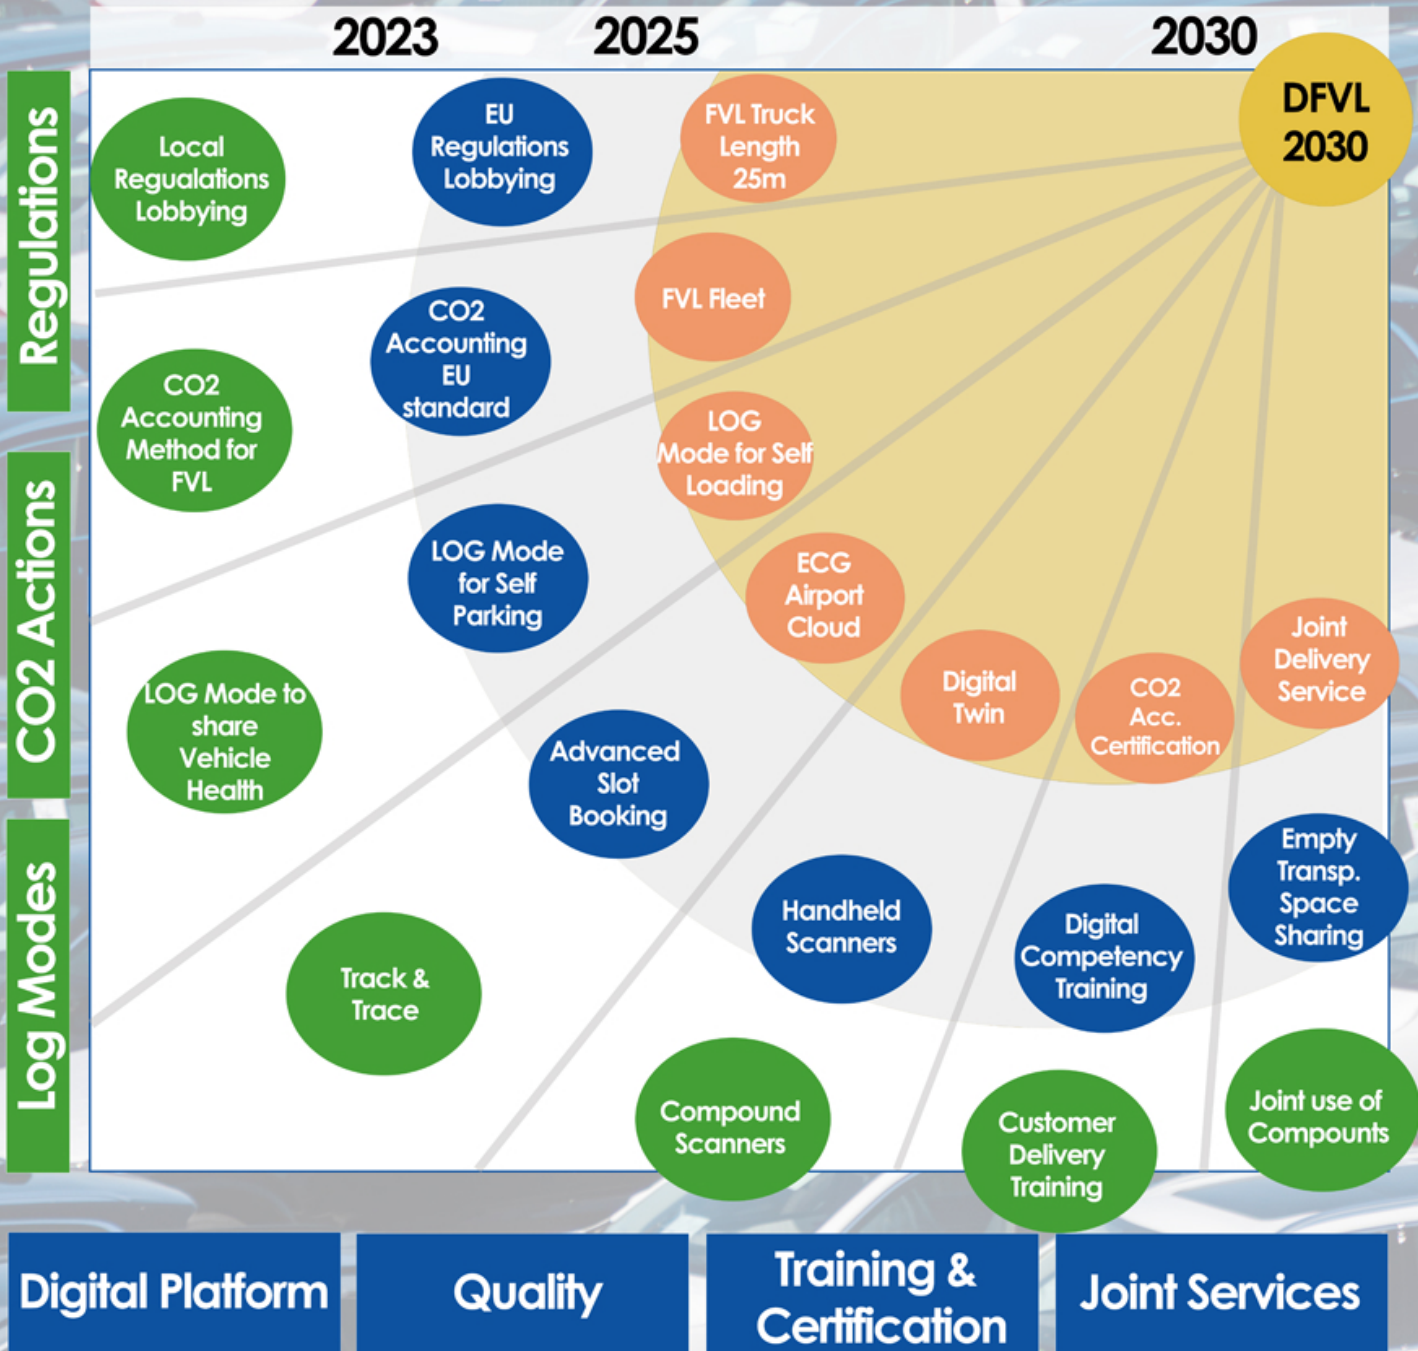 2023
2025
2030
DFVL
2030
Regulations
CO2 Actions
Log Modes
Local
Regualations
Lobbying
EU
Regulations
Lobbying
FVL Truck
Length
25m
CO2
Accounting
Method for
FVL
CO2
Accounting
EU
standard
FVL Fleet
LOG Mode to
share
Vehicle
Health
LOG Mode
for Self
Parking
LOG
Mode for Self
Loading
Track &
Trace
Advanced
Slot
Booking
ECG
Airport
Cloud
Compound
Scanners
Handheld
Scanners
Digital
Twin
Customer
Delivery
Training
Digital
Competency
Training
CO2
Acc.
Certification
Joint use of
Compounts
Empty
Transp.
Space
Sharing
Joint
Delivery
Service
Digital Platform
Quality
Training &
Certification
Joint Services